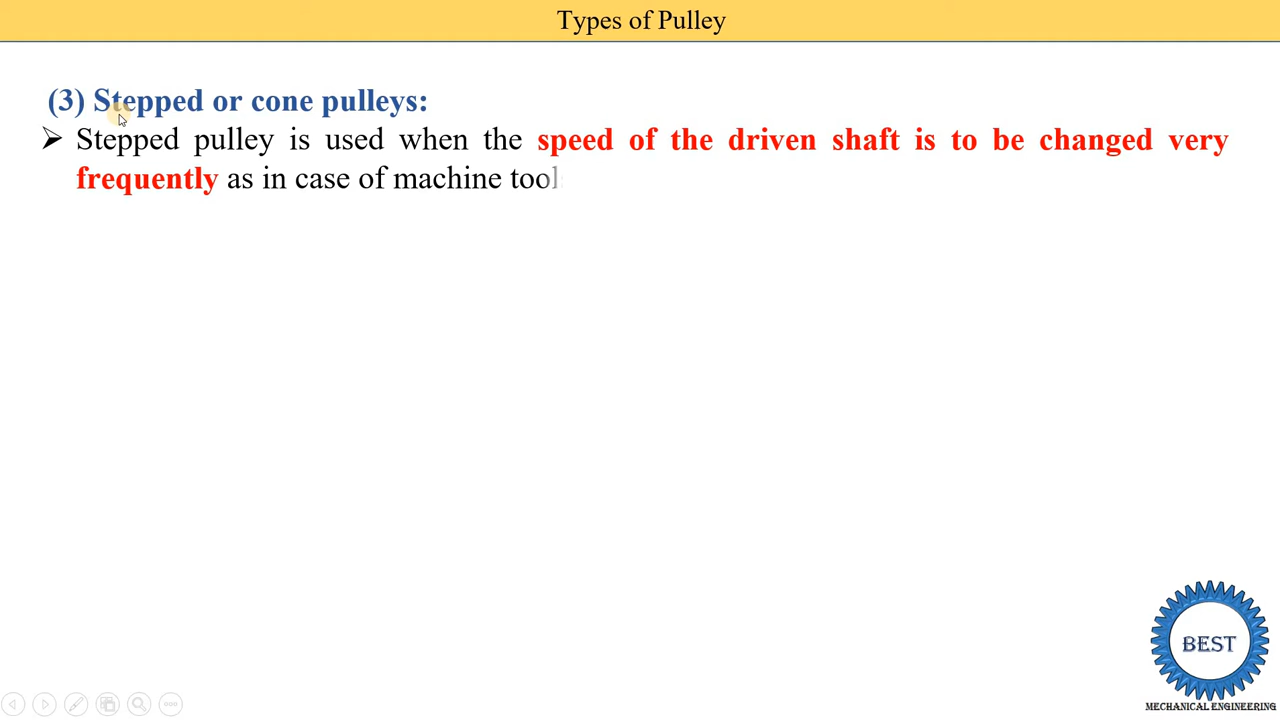 Types of Pulley
(3) Stepped or cone pulleys:
➢ Stepped pulley is used when the speed of the driven shaft is to be changed very
frequently as in case of machine tools
BEST
MECHANICAL ENGINEERING